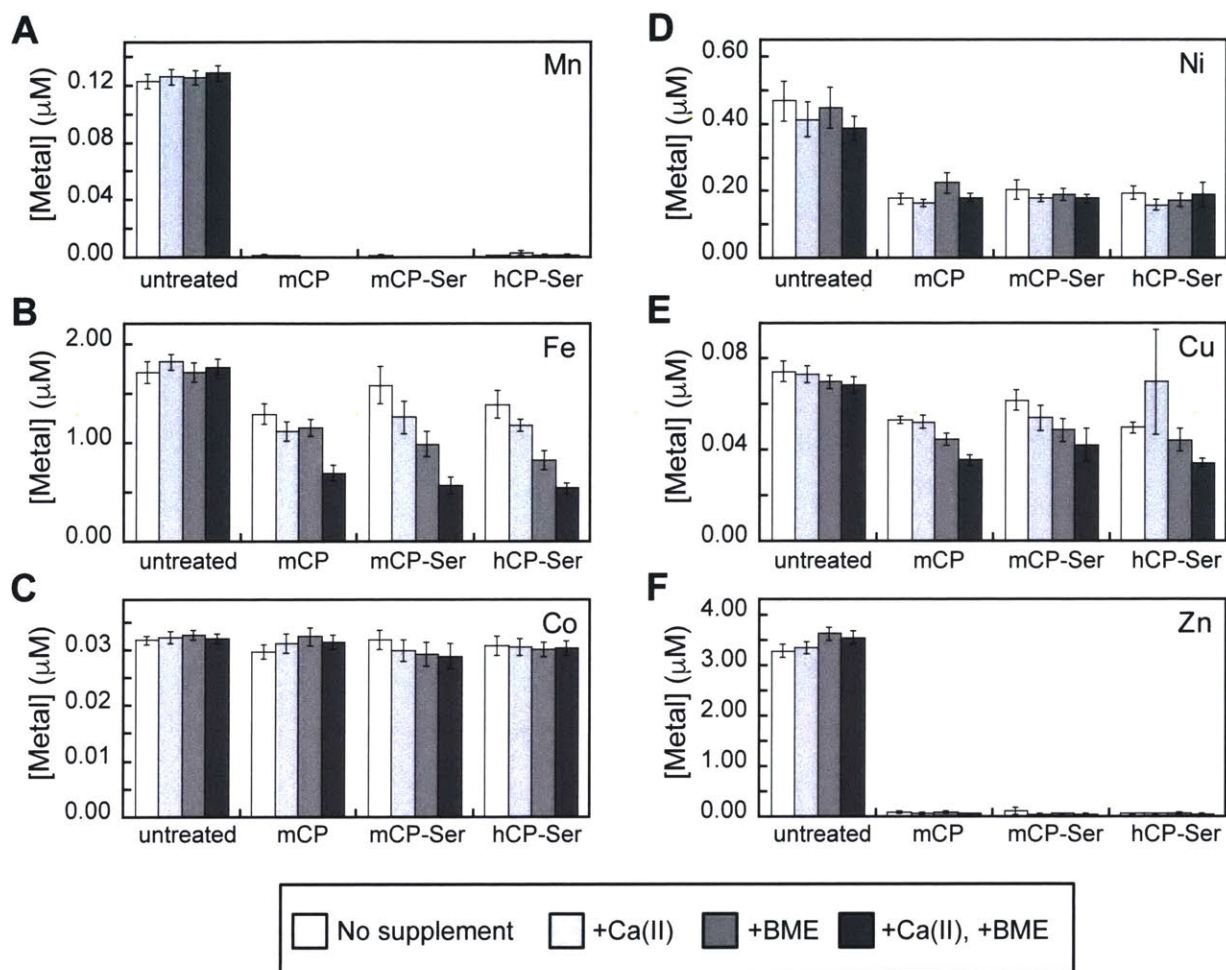 A
Mn
[Metal] (μM)
0.12
0.08
0.04
0.00
untreated mCP mCP-Ser hCP-Ser
B
Fe
[Metal] (μM)
2.00
1.00
0.00
untreated mCP mCP-Ser hCP-Ser
C
Co
[Metal] (μM)
0.03
0.02
0.01
0.00
untreated mCP mCP-Ser hCP-Ser
D
Ni
[Metal] (μM)
0.60
0.40
0.20
0.00
untreated mCP mCP-Ser hCP-Ser
E
Cu
[Metal] (μM)
0.08
0.04
0.00
untreated mCP mCP-Ser hCP-Ser
F
Zn
[Metal] (μM)
4.00
3.00
2.00
1.00
0.00
untreated mCP mCP-Ser hCP-Ser
No supplement +Ca(II) +BME +Ca(II), +BME